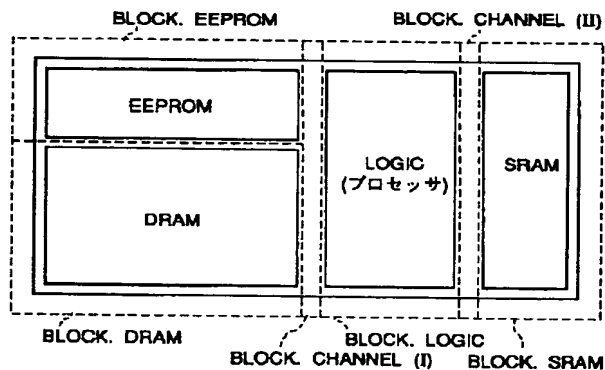 BLOCK. EEPROM
BLOCK. CHANNEL (II)
EEPROM
LOGIC
(プロセッサ)
SRAM
DRAM
BLOCK. DRAM
BLOCK. LOGIC
BLOCK. CHANNEL (I)
BLOCK. SRAM